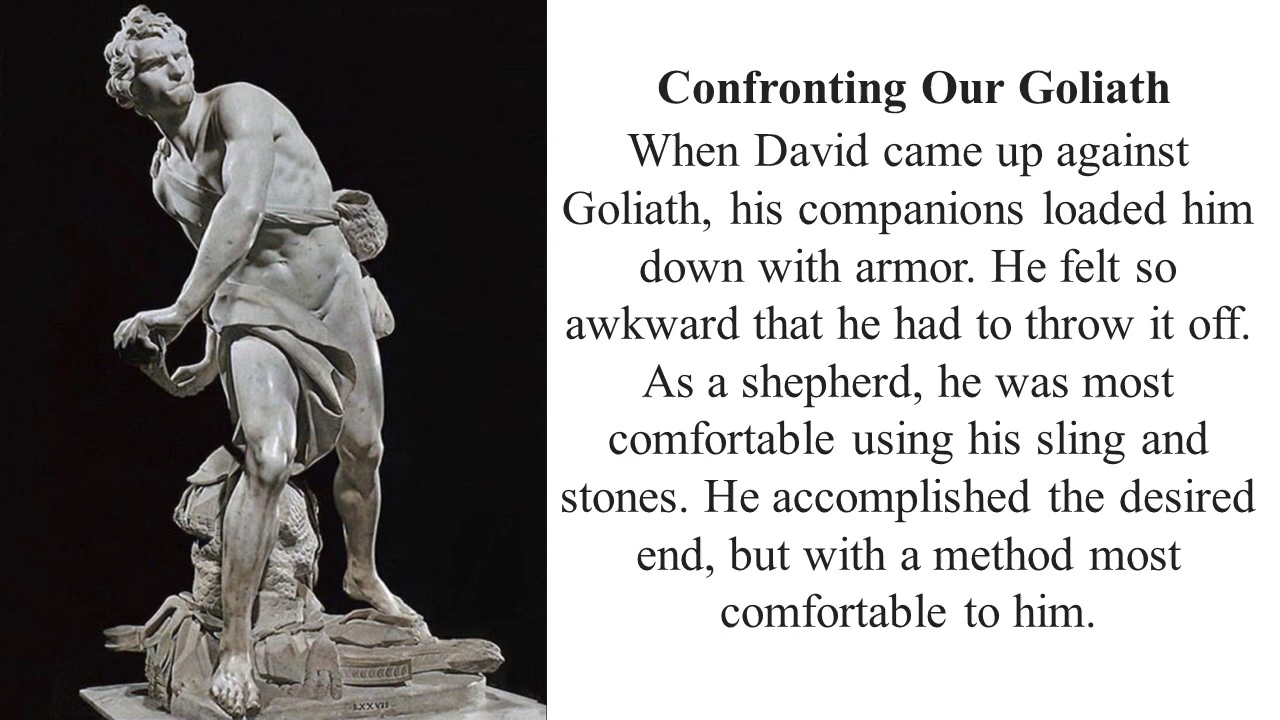 Confronting Our Goliath
When David came up against
Goliath, his companions loaded him
down with armor. He felt so
awkward that he had to throw it off.
As a shepherd, he was most
comfortable using his sling and
stones. He accomplished the desired
end, but with a method most
comfortable to him.
LXXVII